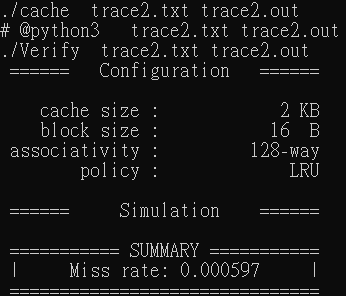 ./cache  trace2.txt trace2.out
# @python3   trace2.txt trace2.out
./Verify  trace2.txt trace2.out
======   Configuration   ======
cache size :            2 KB
block size :           16  B
associativity :         128-way
policy :             LRU
======     Simulation    ======
=========== SUMMARY ===========
|     Miss rate: 0.000597     |
===============================